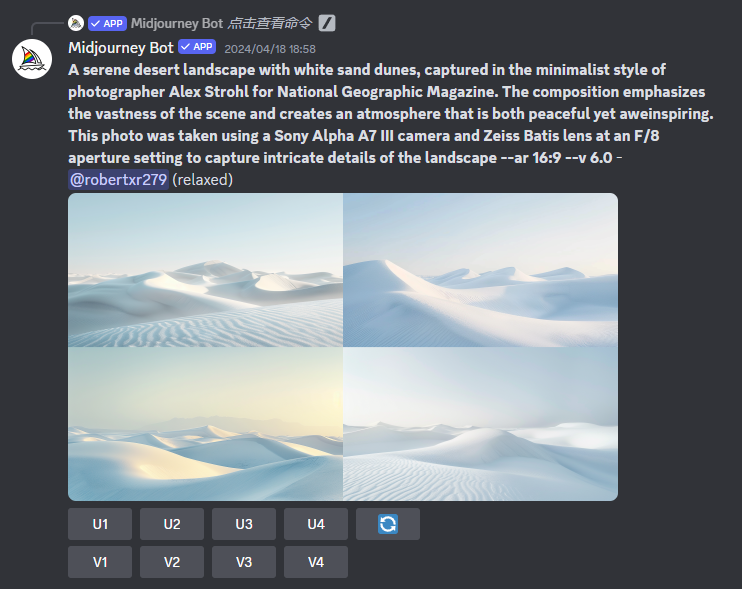 APP Midjourney Bot 点击查看命令
Midjourney Bot APP 2024/04/18 18:58
A serene desert landscape with white sand dunes, captured in the minimalist style of
photographer Alex Strohl for National Geographic Magazine. The composition emphasizes
the vastness of the scene and creates an atmosphere that is both peaceful yet aweinspiring.
This photo was taken using a Sony Alpha A7 III camera and Zeiss Batis lens at an F/8
aperture setting to capture intricate details of the landscape --ar 16:9 --v 6.0 -
@robertxr279 (relaxed)
U1 U2 U3 U4
V1 V2 V3 V4